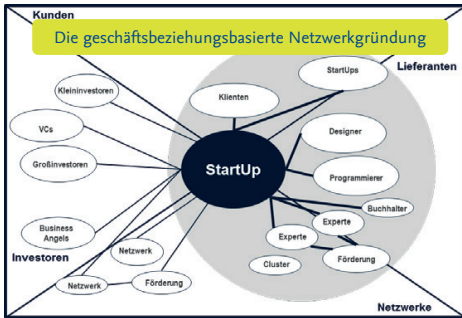 Kunden
Die geschäftsbeziehungsbasierte Netzwerkgründung
StartUps
Lieferanten
Kleininvestoren
Klienten
VCs
Designer
Großinvestoren
StartUp
Programmierer
Buchhalter
Experte
Business
Angels
Experte
Investoren
Netzwerk
Förderung
Cluster
Netzwerk
Förderung
Netzwerke